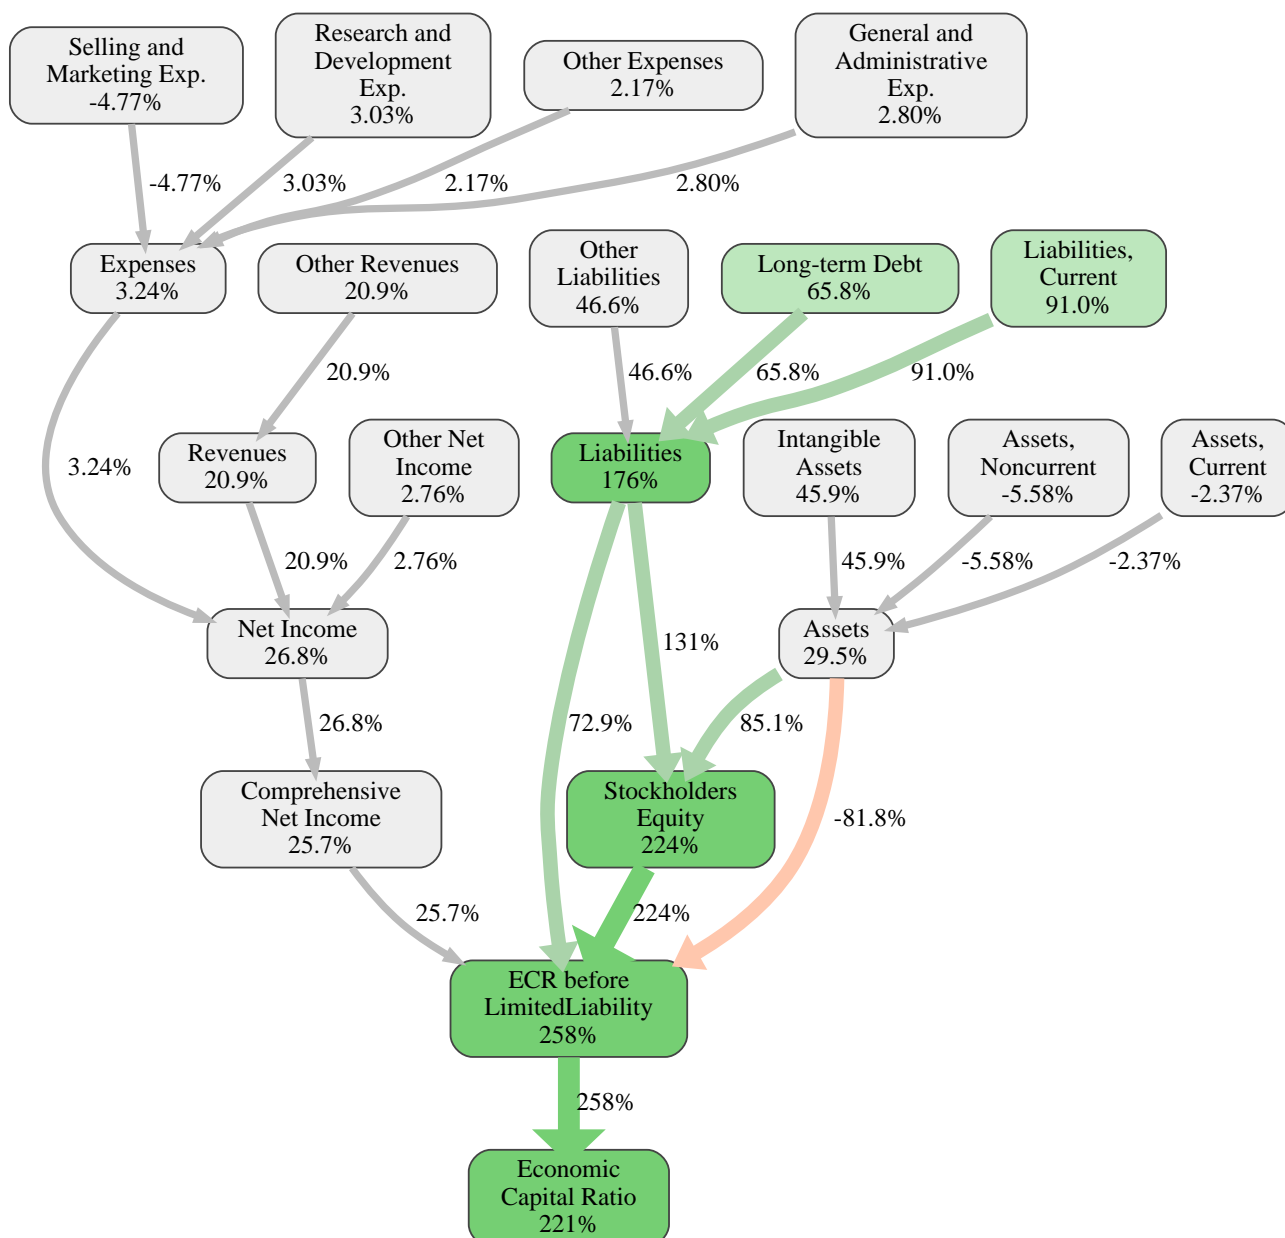 Selling and
Marketing Exp.
-4.77%
Research and
Development
Exp.
3.03%
Other Expenses
2.17%
General and
Administrative
Exp.
2.80%
-4.77%
3.03%
2.17%
2.80%
Expenses
3.24%
Other Revenues
20.9%
Other
Liabilities
46.6%
Long-term Debt
65.8%
Liabilities,
Current
91.0%
20.9%
46.6%
65.8%
91.0%
3.24%
Revenues
20.9%
Other Net
Income
2.76%
Liabilities
176%
Intangible
Assets
45.9%
Assets,
Noncurrent
-5.58%
Assets,
Current
-2.37%
20.9%
2.76%
45.9%
-5.58%
-2.37%
Net Income
26.8%
131%
Assets
29.5%
26.8%
72.9%
85.1%
Comprehensive
Net Income
25.7%
Stockholders
Equity
224%
-81.8%
25.7%
224%
ECR before
LimitedLiability
258%
258%
Economic
Capital Ratio
221%